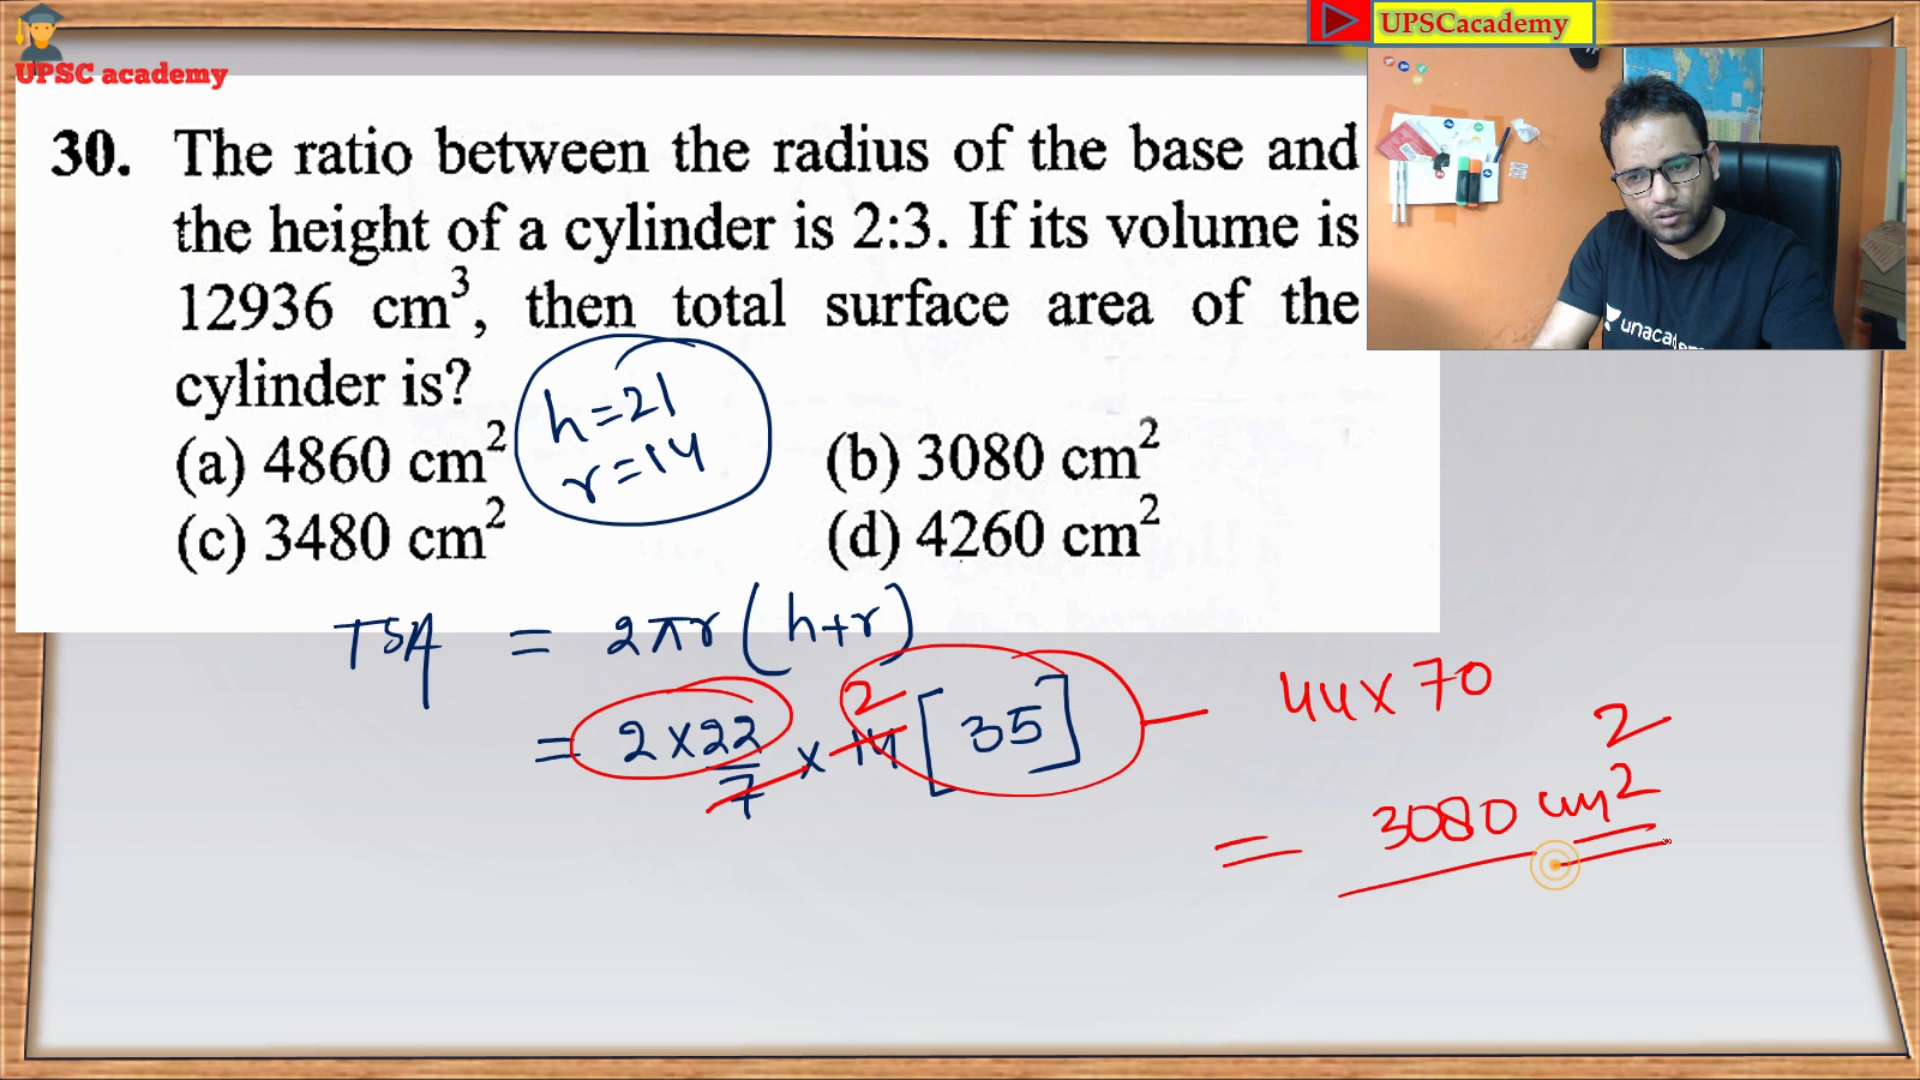 UPSC academy
UPSCacademy
30. The ratio between the radius of the base and
the height of a cylinder is 2:3. If its volume is
12936 cm³, then total surface area of the
cylinder is?
(a) 4860 cm² (b) 3080 cm²
(c) 3480 cm² (d) 4260 cm²
h=21
r=14
TSA = 2πr(h+r)
= 2×22/7 × 14 [35]
2
44×70
2
= 3080 cm²
unacademy